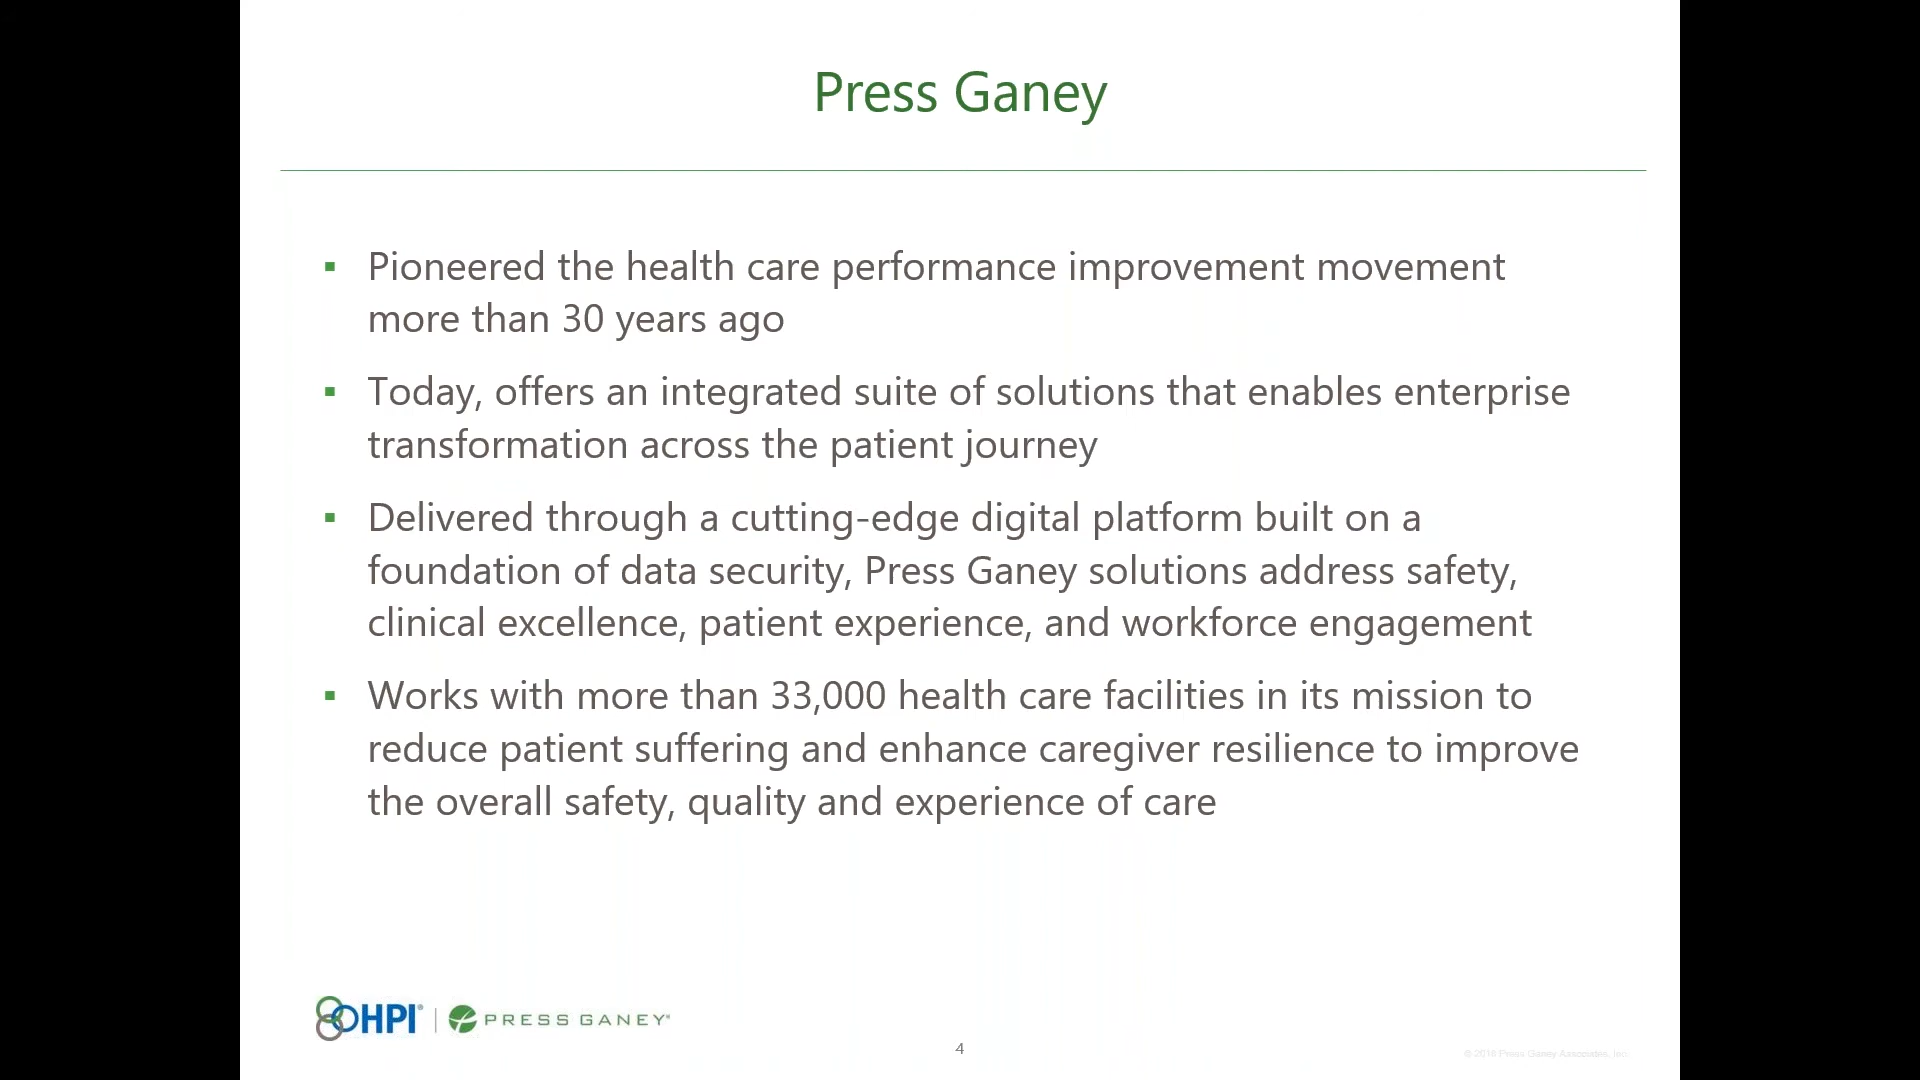 Press Ganey
▪ Pioneered the health care performance improvement movement
more than 30 years ago
▪ Today, offers an integrated suite of solutions that enables enterprise
transformation across the patient journey
▪ Delivered through a cutting-edge digital platform built on a
foundation of data security, Press Ganey solutions address safety,
clinical excellence, patient experience, and workforce engagement
▪ Works with more than 33,000 health care facilities in its mission to
reduce patient suffering and enhance caregiver resilience to improve
the overall safety, quality and experience of care
HPI® | PRESS GANEY®
4
© Press Ganey Associates, Inc.